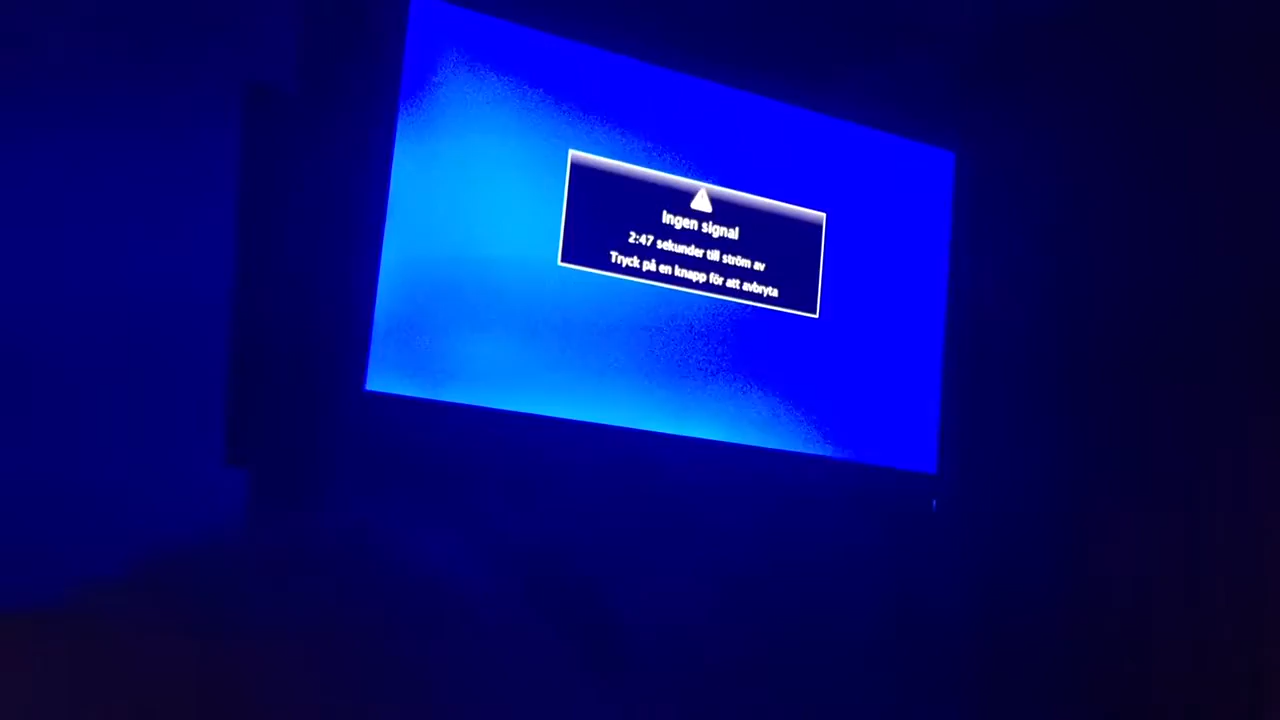 Ingen signal
2:47 sekunder till ström av
Tryck på en knapp för att avbryta